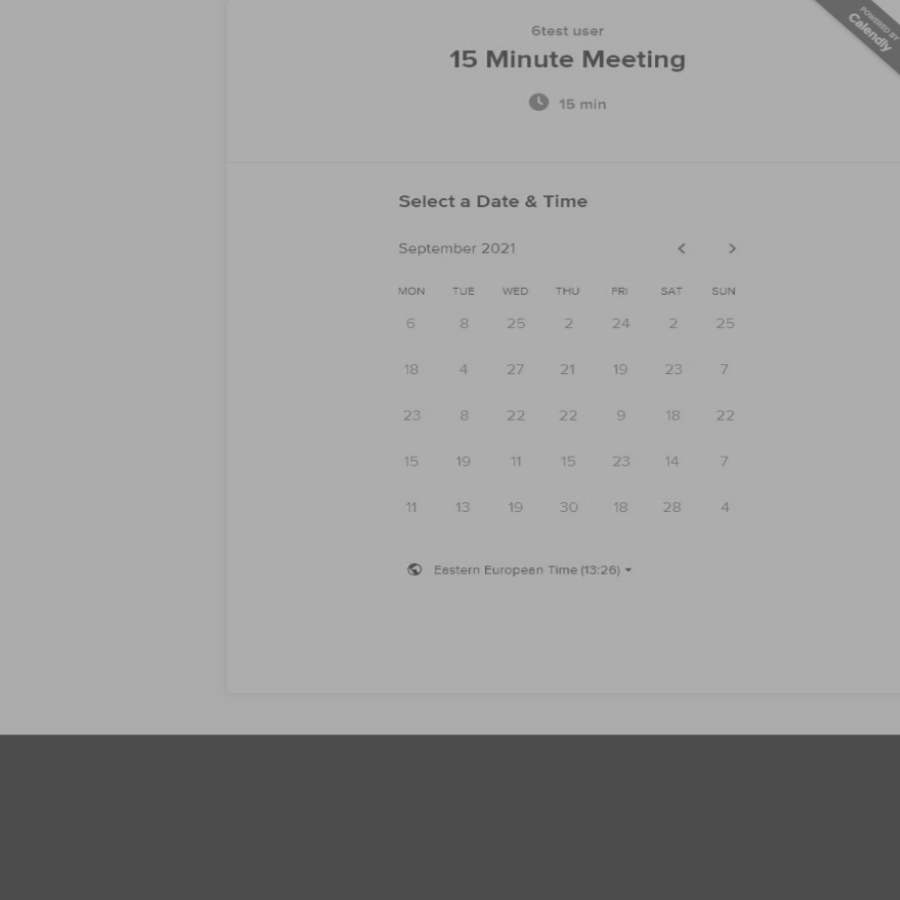 POWERED BY
Calendly
6test user
15 Minute Meeting
15 min
Select a Date & Time
September 2021
MON TUE WED THU FRI SAT SUN
6 8 25 2 24 2 25
18 4 27 21 19 23 7
23 8 22 22 9 18 22
15 19 11 15 23 14 7
11 13 19 30 18 28 4
Eastern European Time (13:26)